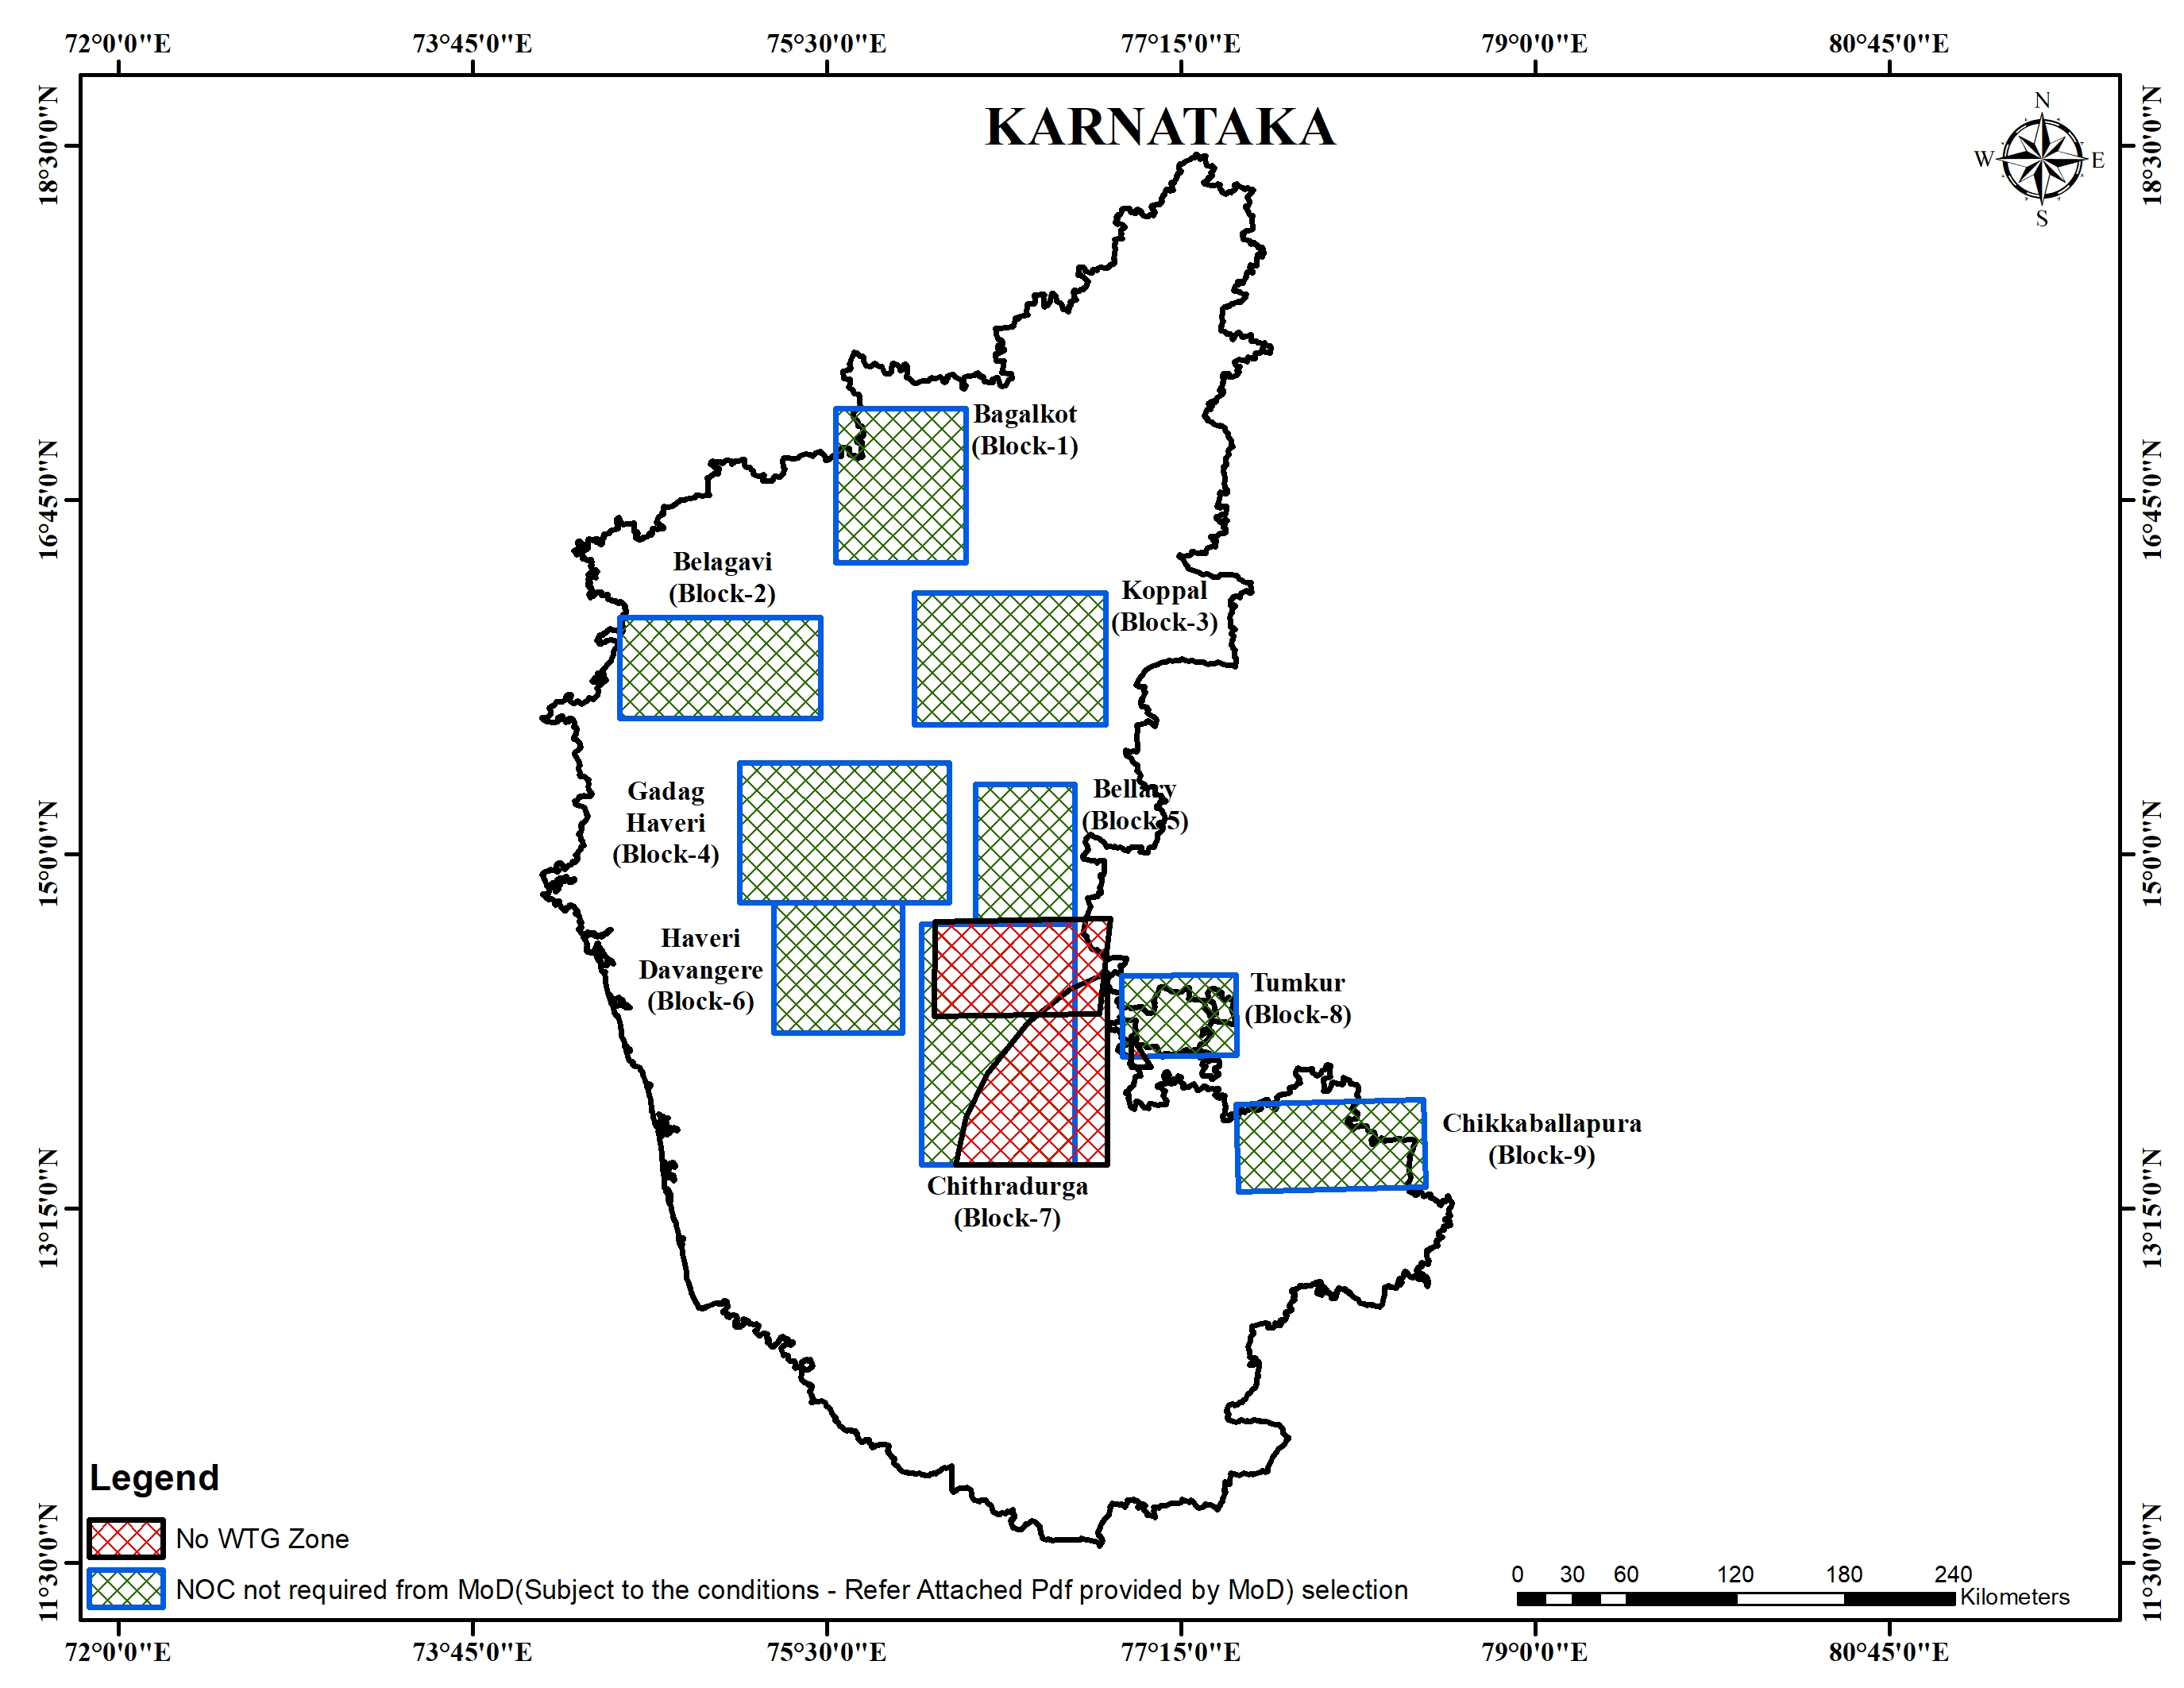 72°0'0"E 73°45'0"E 75°30'0"E 77°15'0"E 79°0'0"E 80°45'0"E
KARNATAKA
N
W E
S
18°30'0"N 18°30'0"N
16°45'0"N 16°45'0"N
15°0'0"N 15°0'0"N
13°15'0"N 13°15'0"N
11°30'0"N 11°30'0"N
Bagalkot
(Block-1)
Belagavi
(Block-2)
Koppal
(Block-3)
Gadag
Haveri
(Block-4)
Bellary
(Block-5)
Haveri
Davangere
(Block-6)
Tumkur
(Block-8)
Chikkaballapura
(Block-9)
Chithradurga
(Block-7)
Legend
No WTG Zone
NOC not required from MoD(Subject to the conditions - Refer Attached Pdf provided by MoD) selection
0 30 60 120 180 240
Kilometers
72°0'0"E 73°45'0"E 75°30'0"E 77°15'0"E 79°0'0"E 80°45'0"E